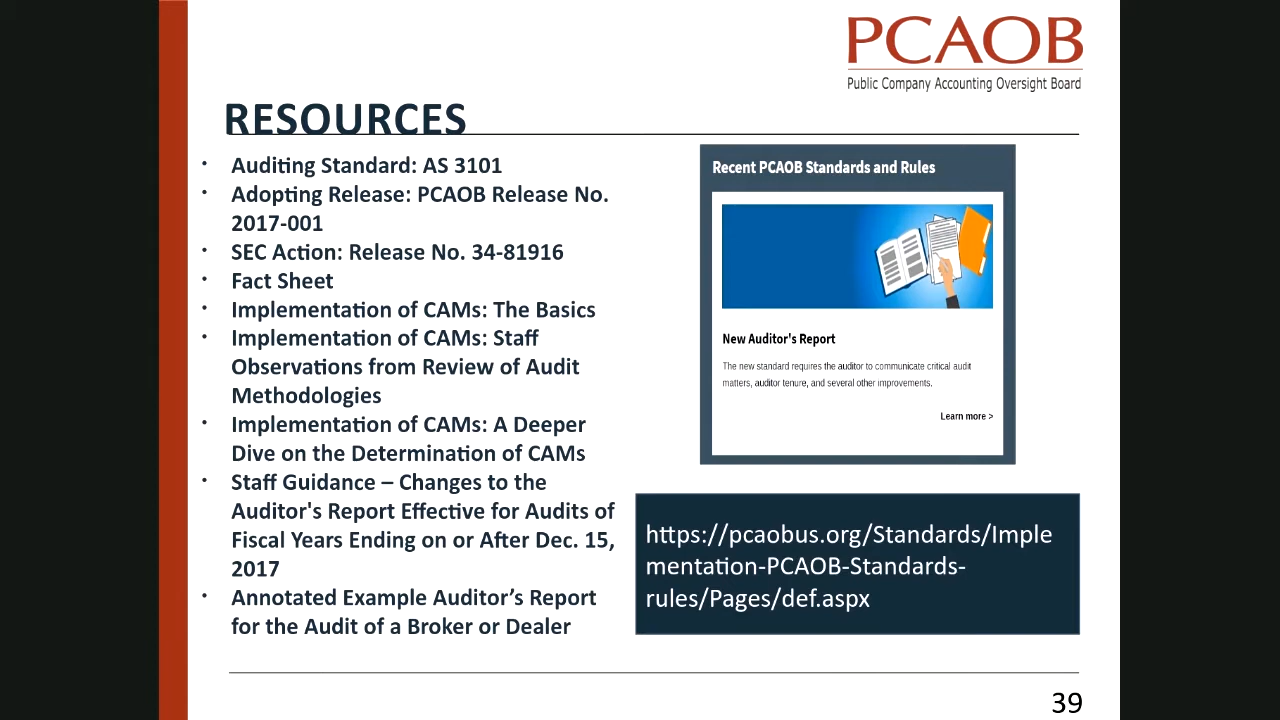 PCAOB
Public Company Accounting Oversight Board
RESOURCES
• Auditing Standard: AS 3101
• Adopting Release: PCAOB Release No.
2017-001
• SEC Action: Release No. 34-81916
• Fact Sheet
• Implementation of CAMs: The Basics
• Implementation of CAMs: Staff
Observations from Review of Audit
Methodologies
• Implementation of CAMs: A Deeper
Dive on the Determination of CAMs
• Staff Guidance – Changes to the
Auditor's Report Effective for Audits of
Fiscal Years Ending on or After Dec. 15,
2017
• Annotated Example Auditor’s Report
for the Audit of a Broker or Dealer
Recent PCAOB Standards and Rules
New Auditor's Report
The new standard requires the auditor to communicate critical audit
matters, auditor tenure, and several other improvements.
Learn more >
https://pcaobus.org/Standards/Imple
mentation-PCAOB-Standards-
rules/Pages/def.aspx
39